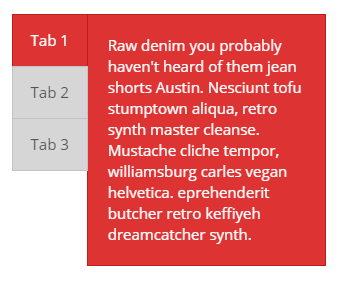 Tab 1
Tab 2
Tab 3
Raw denim you probably
haven't heard of them jean
shorts Austin. Nesciunt tofu
stumptown aliqua, retro
synth master cleanse.
Mustache cliche tempor,
williamsburg carles vegan
helvetica. eprehenderit
butcher retro keffiyeh
dreamcatcher synth.